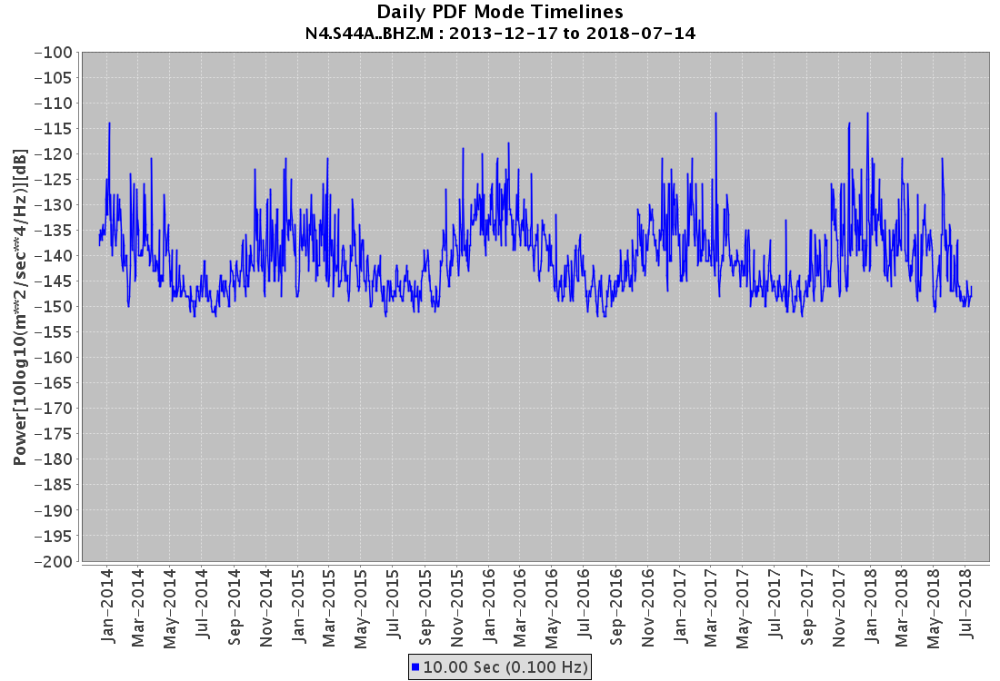 Daily PDF Mode Timelines
N4.S44A..BHZ.M : 2013-12-17 to 2018-07-14
Power[10log10(m**2/sec**4/Hz)][dB]
-100
-105
-110
-115
-120
-125
-130
-135
-140
-145
-150
-155
-160
-165
-170
-175
-180
-185
-190
-195
-200
Jan-2014
Mar-2014
May-2014
Jul-2014
Sep-2014
Nov-2014
Jan-2015
Mar-2015
May-2015
Jul-2015
Sep-2015
Nov-2015
Jan-2016
Mar-2016
May-2016
Jul-2016
Sep-2016
Nov-2016
Jan-2017
Mar-2017
May-2017
Jul-2017
Sep-2017
Nov-2017
Jan-2018
Mar-2018
May-2018
Jul-2018
10.00 Sec (0.100 Hz)